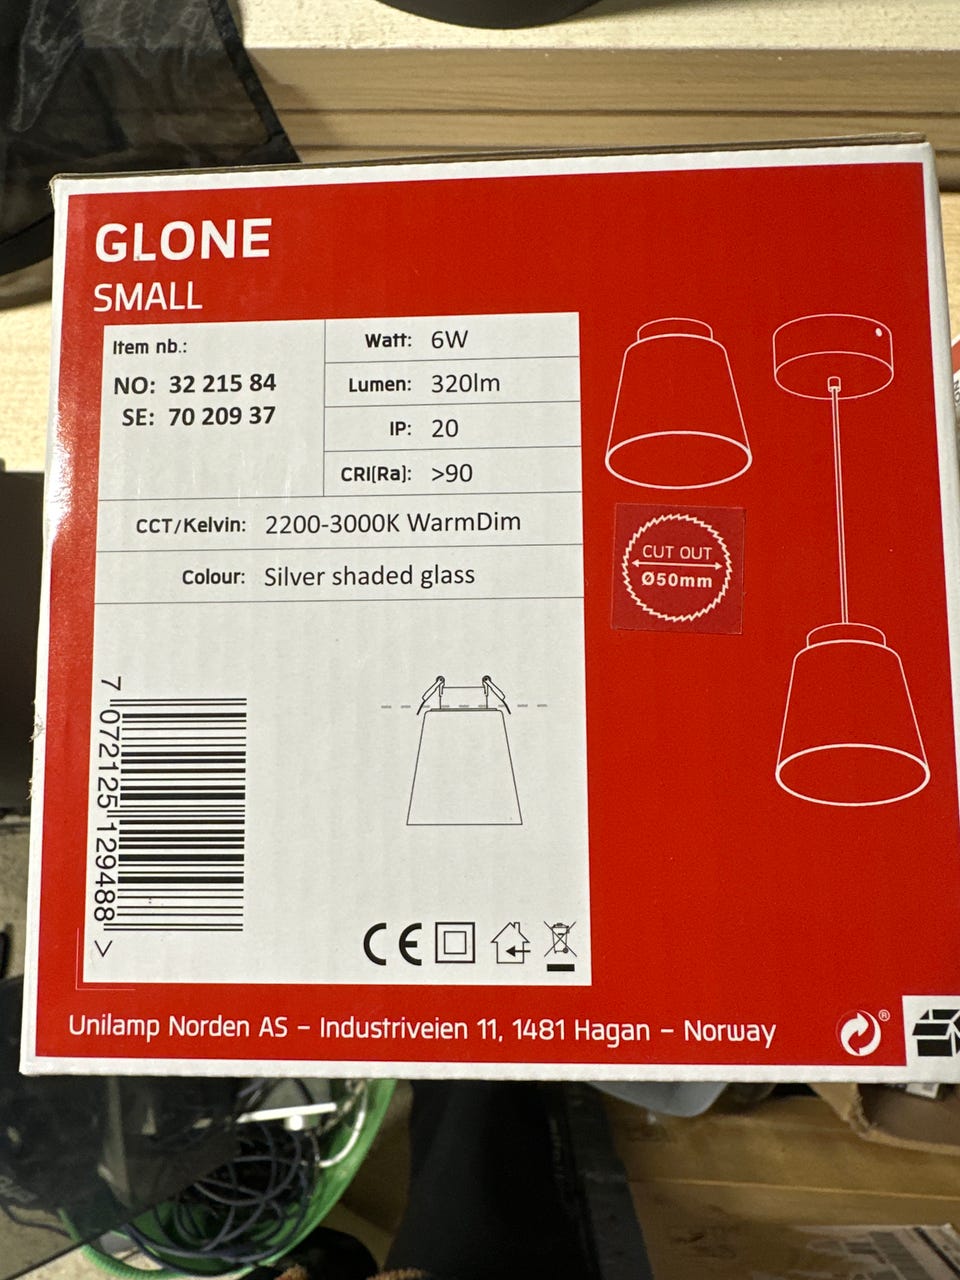 GLONE
SMALL
Item nb.:
NO: 32 215 84
SE: 70 209 37
Watt: 6W
Lumen: 320lm
IP: 20
CRI(Ra): >90
CCT/Kelvin: 2200-3000K WarmDim
Colour: Silver shaded glass
CUT OUT
Ø50mm
7 072125 129488 >
CE
Unilamp Norden AS – Industriveien 11, 1481 Hagan – Norway
®